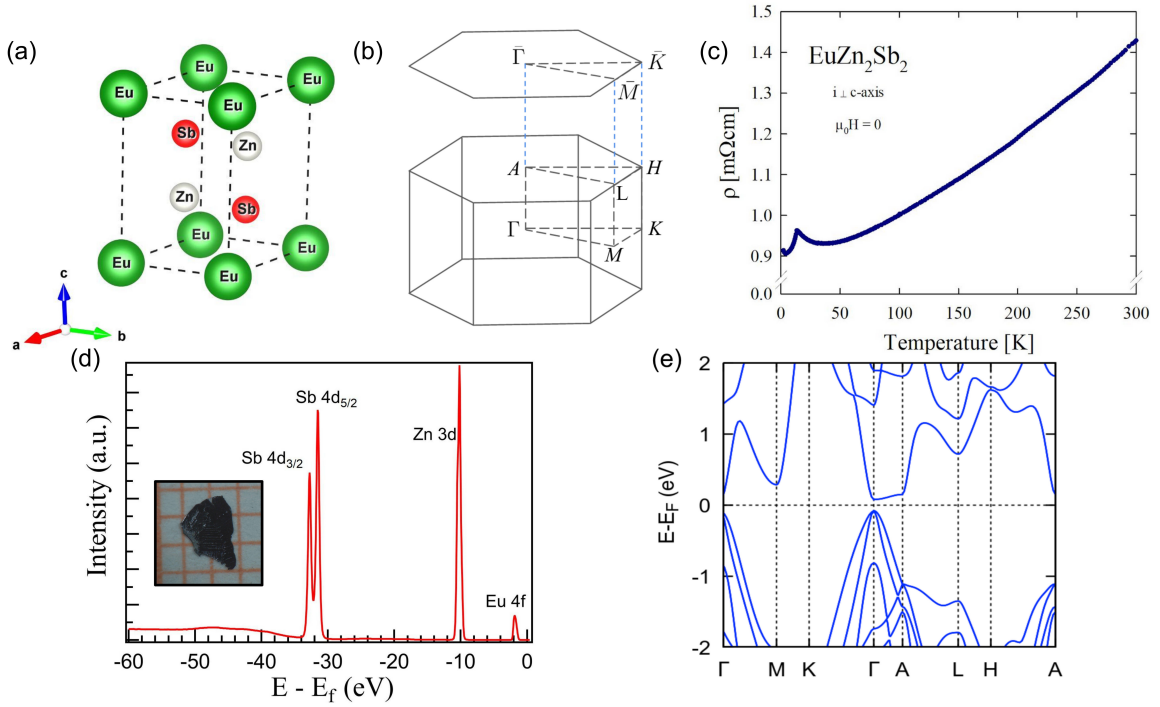 (a)
Eu
Eu
Eu
Eu
Sb
Zn
Zn
Sb
Eu
Eu
Eu
Eu
c
a
b
(b)
Γ̄
K̄
M̄
A
H
L
Γ
K
M
(c)
EuZn₂Sb₂
i ⊥ c-axis
μ₀H = 0
ρ [mΩcm]
1.5
1.4
1.3
1.2
1.1
1.0
0.9
0.0
0 50 100 150 200 250 300
Temperature [K]
(d)
Sb 4d₅/₂
Zn 3d
Sb 4d₃/₂
Eu 4f
Intensity (a.u.)
-60 -40 -30 -20 -10 0
E - E_f (eV)
(e)
E-E_F (eV)
2
1
0
-1
-2
Γ M K Γ A L H A